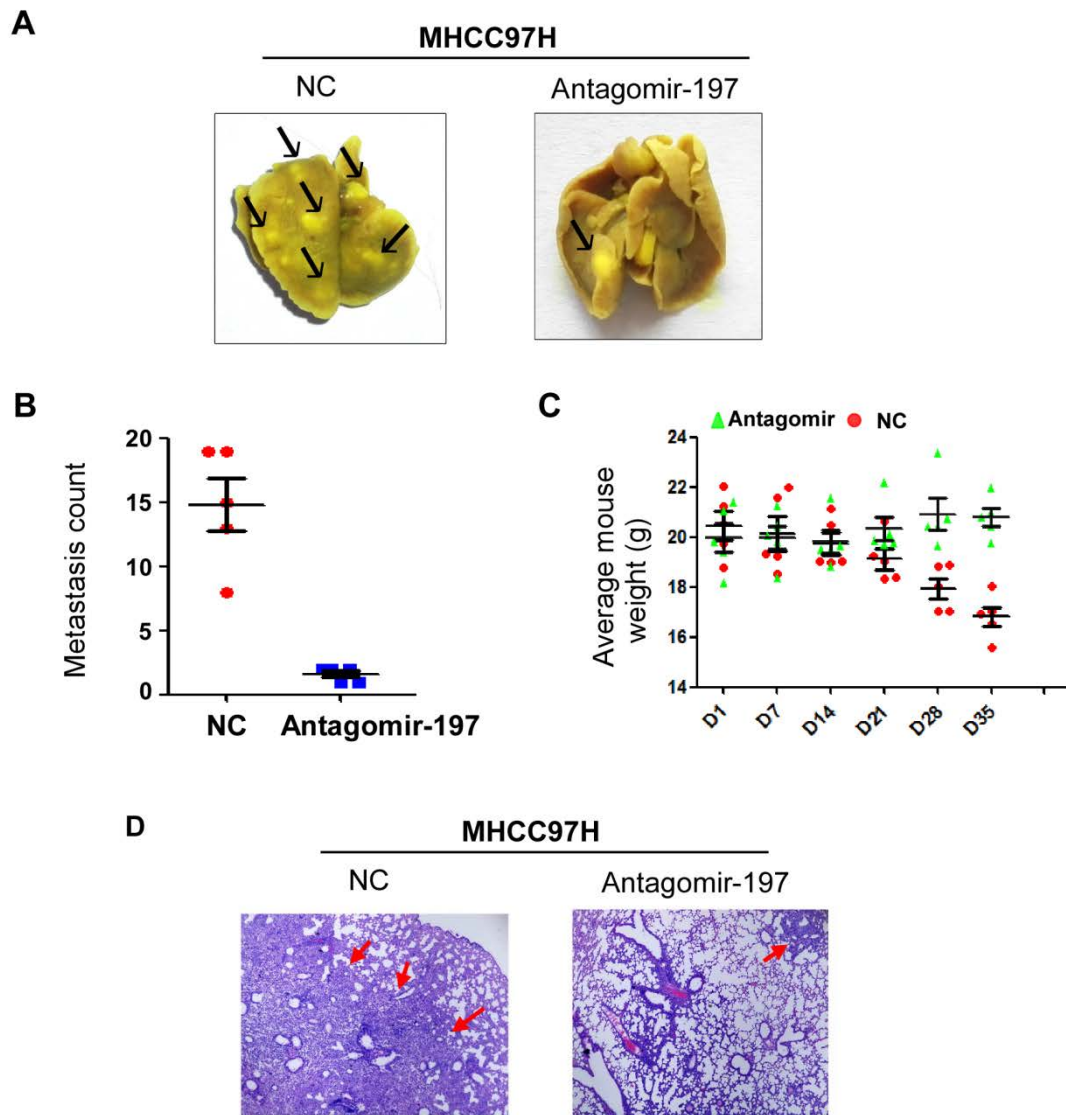 A
MHCC97H
NC
Antagomir-197
B
Metastasis count
20
15
10
5
0
NC
Antagomir-197
C
Antagomir
NC
Average mouse
weight (g)
24
22
20
18
16
14
D1
D7
D14
D21
D28
D35
D
MHCC97H
NC
Antagomir-197